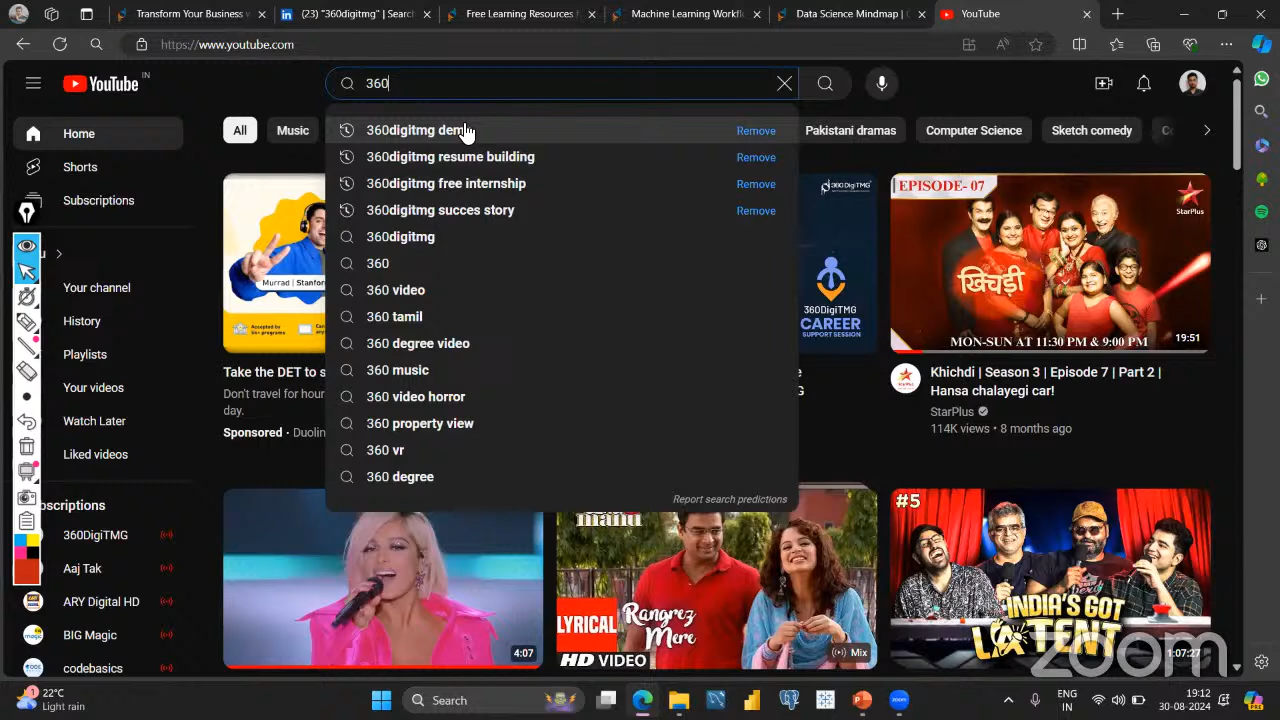 Transform Your Business w
(23) "360digitmg" | Search
Free Learning Resources f
Machine Learning Workfl
Data Science Mindmap | C
YouTube
https://www.youtube.com
YouTube IN
360
360digitmg dem
Remove
360digitmg resume building
Remove
360digitmg free internship
Remove
360digitmg succes story
Remove
360digitmg
360
360 video
360 tamil
360 degree video
360 music
360 video horror
360 property view
360 vr
360 degree
Report search predictions
All
Music
Pakistani dramas
Computer Science
Sketch comedy
Home
Shorts
Subscriptions
Your channel
History
Playlists
Your videos
Watch Later
Liked videos
360DigiTMG
Aaj Tak
ARY Digital HD
BIG Magic
codebasics
Murrad | Stanfor
Accepted by
Take the DET to s
Don't travel for hour
day.
Sponsored · Duolin
360DigiTMG
360DIGITMG
CAREER
SUPPORT SESSION
EPISODE- 07
StarPlus
खिचड़ी
MON-SUN AT 11:30 PM & 9:00 PM
19:51
Khichdi | Season 3 | Episode 7 | Part 2 |
Hansa chalayegi car!
StarPlus
114K views • 8 months ago
4:07
manu
LYRICAL
Rangrez
Mere
HD VIDEO
Mix
#5
INDIA'S GOT
LATENT
1:07:27
zoom
22°C
Light rain
Search
ENG
IN
19:12
30-08-2024